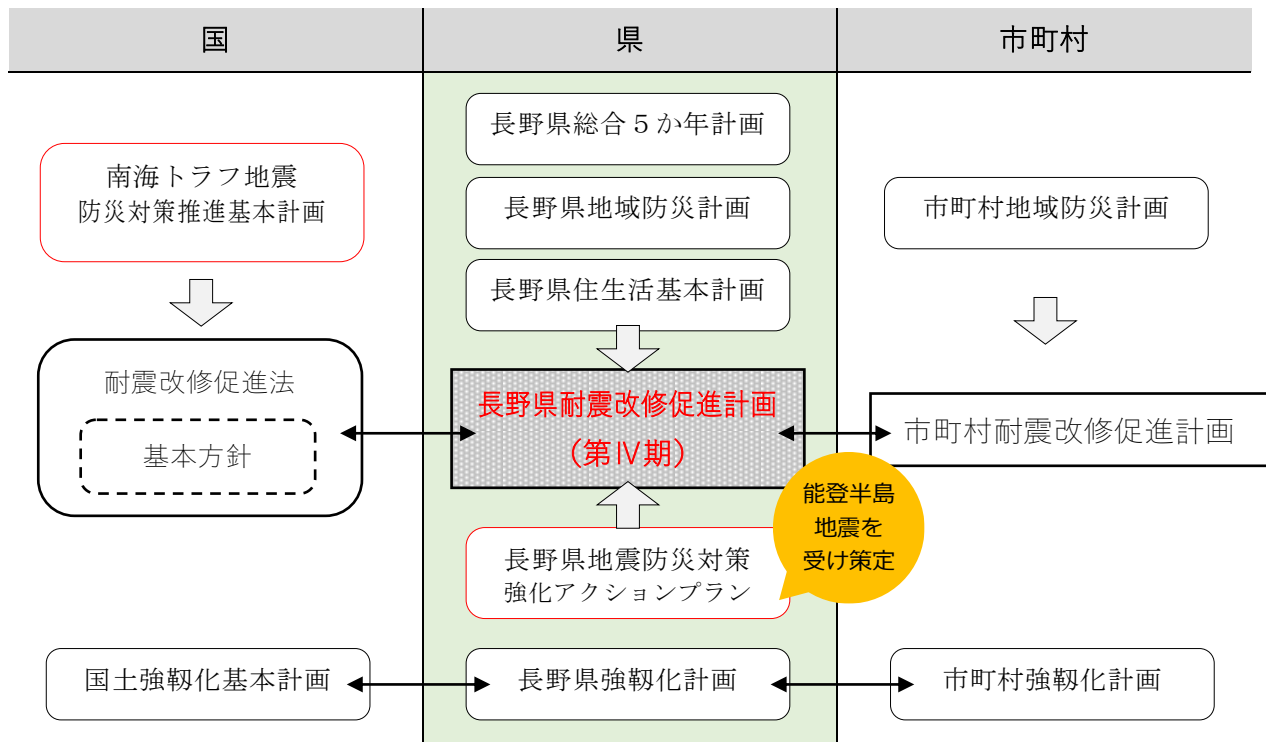 国
県
市町村
長野県総合５か年計画
南海トラフ地震
防災対策推進基本計画
長野県地域防災計画
市町村地域防災計画
長野県住生活基本計画
耐震改修促進法
基本方針
長野県耐震改修促進計画
（第Ⅳ期）
市町村耐震改修促進計画
能登半島
地震を
受け策定
長野県地震防災対策
強化アクションプラン
国土強靱化基本計画
長野県強靱化計画
市町村強靱化計画